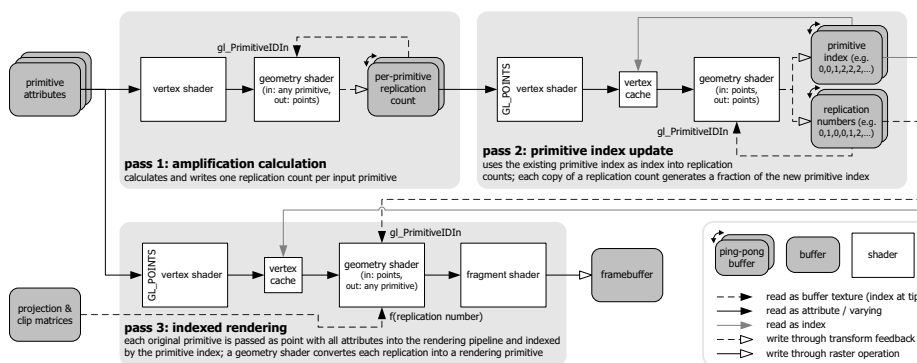 primitive
attributes
vertex shader
gl_PrimitiveIDIn
geometry shader
(in: any primitive,
out: points)
per-primitive
replication
count
pass 1: amplification calculation
calculates and writes one replication count per input primitive
GL_POINTS
vertex shader
vertex
cache
geometry shader
(in: points,
out: points)
gl_PrimitiveIDIn
primitive
index (e.g.
0,0,1,2,2,2,...)
replication
numbers (e.g.
0,1,0,0,1,2,...)
pass 2: primitive index update
uses the existing primitive index as index into replication
counts; each copy of a replication count generates a fraction of the new primitive index
projection &
clip matrices
GL_POINTS
vertex shader
vertex
cache
gl_PrimitiveIDIn
geometry shader
(in: points,
out: any primitive)
f(replication number)
fragment shader
framebuffer
pass 3: indexed rendering
each original primitive is passed as point with all attributes into the rendering pipeline and indexed
by the primitive index; a geometry shader converts each replication into a rendering primitive
ping-pong
buffer
buffer
shader
read as buffer texture (index at tip
read as attribute / varying
read as index
write through transform feedback
write through raster operation